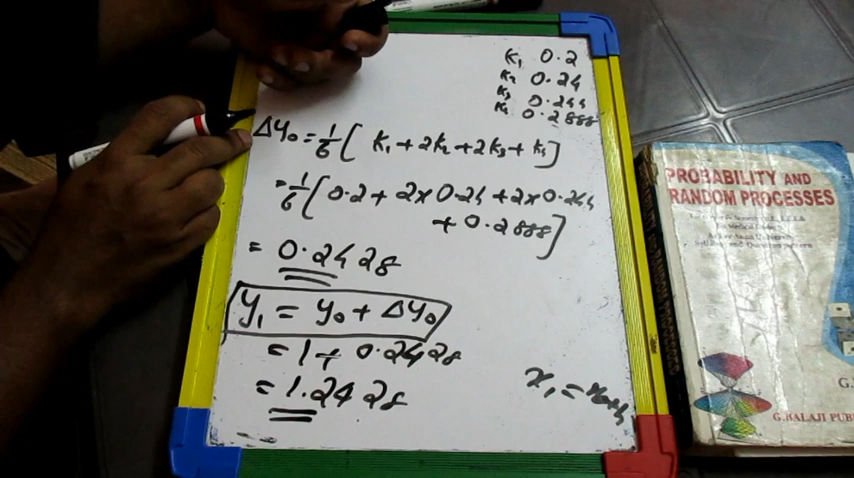 K₁ 0.2
K₂ 0.24
K₃ 0.244
K₄ 0.2888
Δy₀ = 1/6 [ K₁ + 2K₂ + 2K₃ + K₄ ]
= 1/6 [ 0.2 + 2×0.24 + 2×0.244
+ 0.2888 ]
= 0.2428
y₁ = y₀ + Δy₀
= 1 + 0.2428
= 1.2428
x₁ = x₀+h
PROBABILITY AND
RANDOM PROCESSES
G.
G.BALAJI PUBL